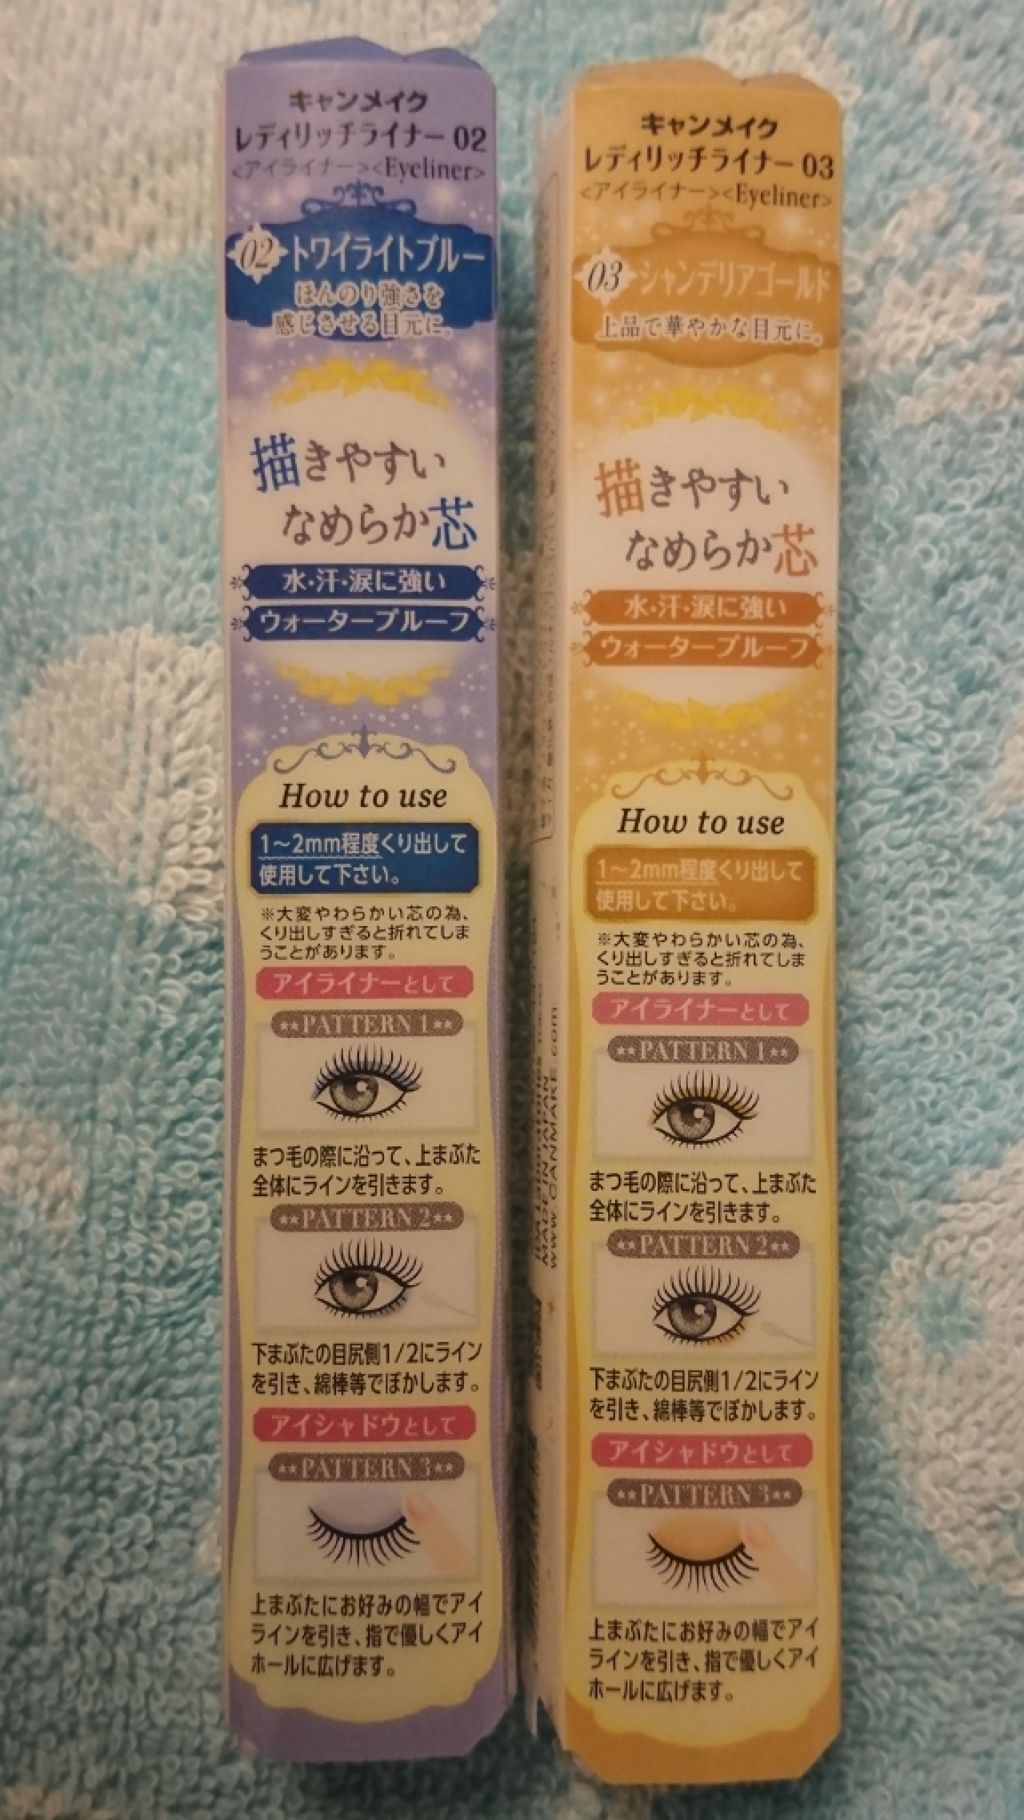 キャンメイク
レディリッチライナー 02
<アイライナー><Eyeliner>
02 トワイライトブルー
ほんのり強さを
感じさせる目元に。
描きやすい
なめらか芯
水・汗・涙に強い
ウォータープルーフ
How to use
1～2mm程度くり出して
使用して下さい。
※大変やわらかい芯の為、
くり出しすぎると折れてしま
うことがあります。
アイライナーとして
★★PATTERN 1★★
まつ毛の際に沿って、上まぶた
全体にラインを引きます。
★★PATTERN 2★★
下まぶたの目尻側1/2にライン
を引き、綿棒等でぼかします。
アイシャドウとして
★★PATTERN 3★★
上まぶたにお好みの幅でアイ
ラインを引き、指で優しくアイ
ホールに広げます。
キャンメイク
レディリッチライナー 03
<アイライナー><Eyeliner>
03 シャンデリアゴールド
上品で華やかな目元に。
描きやすい
なめらか芯
水・汗・涙に強い
ウォータープルーフ
How to use
1～2mm程度くり出して
使用して下さい。
※大変やわらかい芯の為、
くり出しすぎると折れてしま
うことがあります。
アイライナーとして
★★PATTERN 1★★
まつ毛の際に沿って、上まぶた
全体にラインを引きます。
★★PATTERN 2★★
下まぶたの目尻側1/2にライン
を引き、綿棒等でぼかします。
アイシャドウとして
★★PATTERN 3★★
上まぶたにお好みの幅でアイ
ラインを引き、指で優しくアイ
ホールに広げます。
MADE IN JAPAN
www.CANMAKE.com